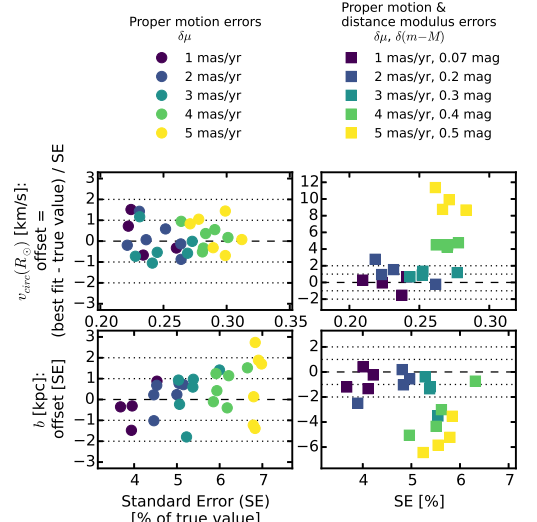 Proper motion errors
δμ
1 mas/yr
2 mas/yr
3 mas/yr
4 mas/yr
5 mas/yr
Proper motion &
distance modulus errors
δμ, δ(m−M)
1 mas/yr, 0.07 mag
2 mas/yr, 0.2 mag
3 mas/yr, 0.3 mag
4 mas/yr, 0.4 mag
5 mas/yr, 0.5 mag
v_circ(R_☉) [km/s]:
offset =
(best fit - true value) / SE
3
2
1
0
−1
−2
−3
0.20 0.25 0.30 0.35
12
10
8
6
4
2
0
−2
0.20 0.25 0.30
b [kpc]:
offset [SE]
3
2
1
0
−1
−2
−3
4 5 6 7
Standard Error (SE)
[% of true value]
2
0
−2
−4
−6
4 5 6 7
SE [%]